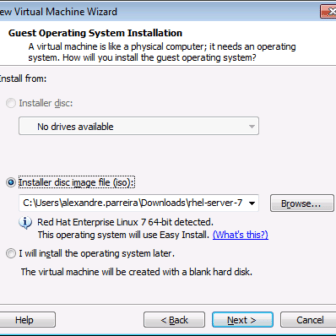 ew Virtual Machine Wizard
Guest Operating System Installation
A virtual machine is like a physical computer; it needs an operating
system. How will you install the guest operating system?
nstall from:
Installer disc:
No drives available
Installer disc image file (iso):
C:\Users\alexandre.parreira\Downloads\rhel-server-7
Browse...
Red Hat Enterprise Linux 7 64-bit detected.
This operating system will use Easy Install. (What's this?)
I will install the operating system later.
The virtual machine will be created with a blank hard disk.
Help
< Back
Next >
Cancel